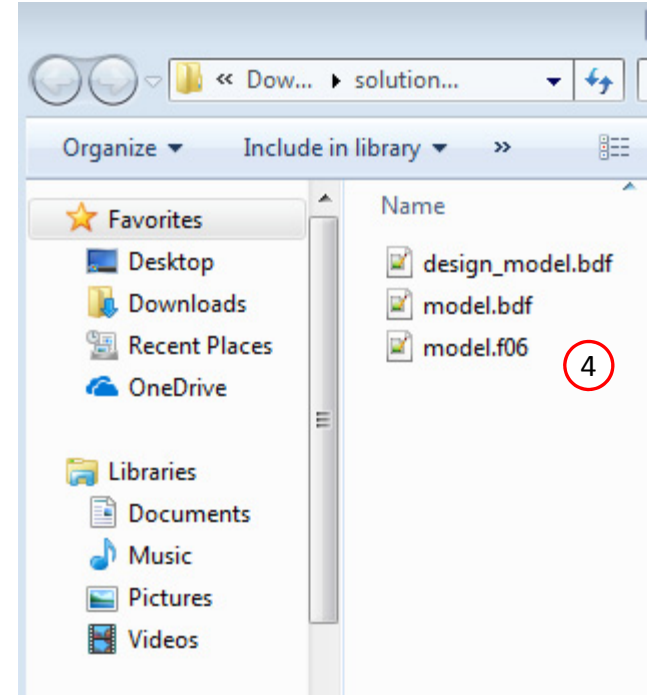 « Dow... ▸ solution...
Organize Include in library »
Favorites
Desktop
Downloads
Recent Places
OneDrive
Libraries
Documents
Music
Pictures
Videos
Name
design_model.bdf
model.bdf
model.f06
4